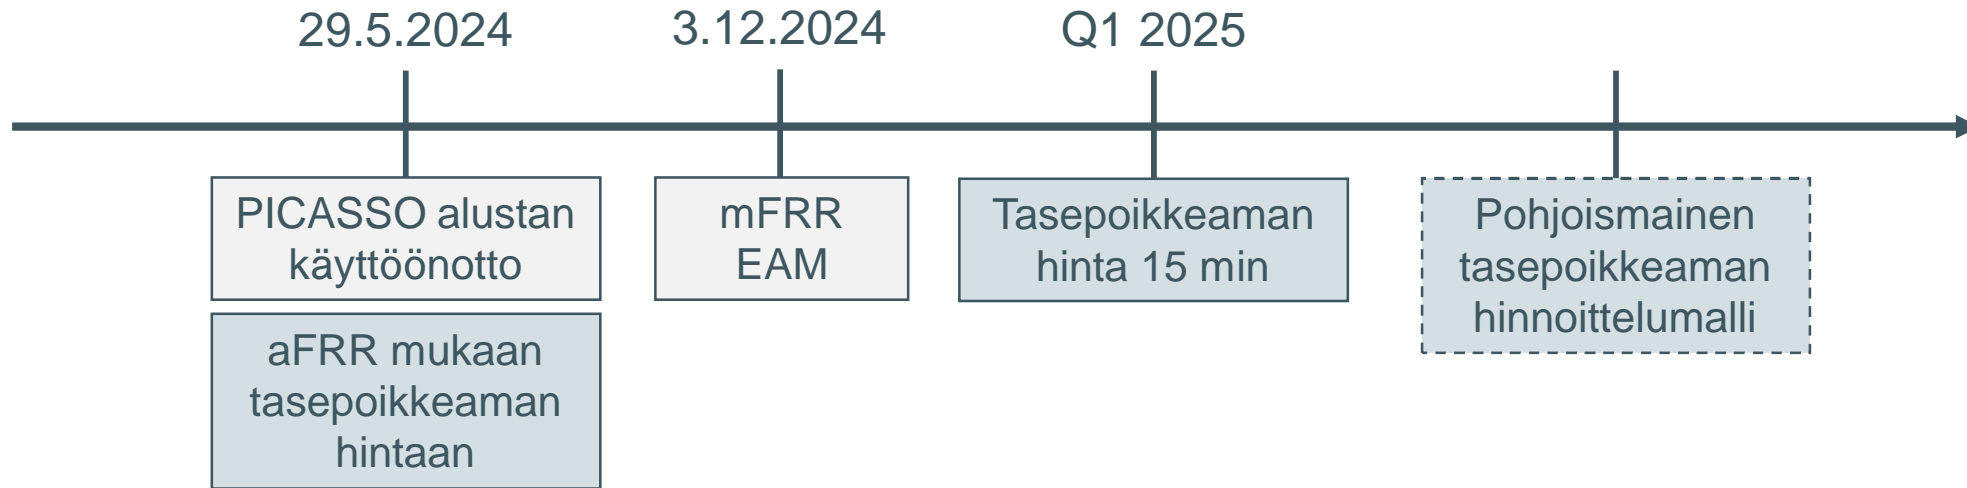 29.5.2024
3.12.2024
Q1 2025
PICASSO alustan
käyttöönotto
aFRR mukaan
tasepoikkeaman
hintaan
mFRR
EAM
Tasepoikkeaman
hinta 15 min
Pohjoismainen
tasepoikkeaman
hinnoittelumalli